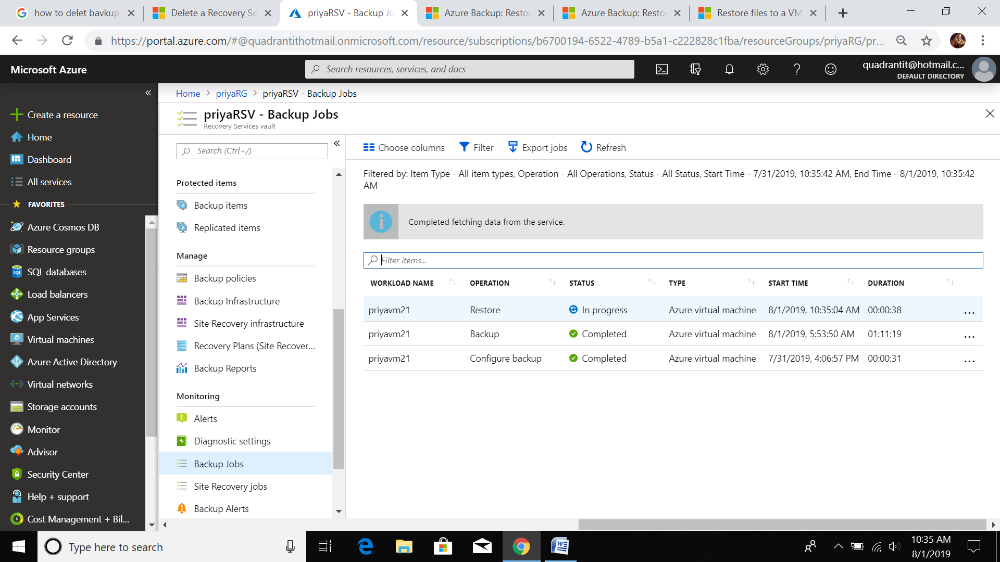 how to delet bavkup
Delete a Recovery Se
priyaRSV - Backup Jo
Azure Backup: Restor
Azure Backup: Restor
Restore files to a VM
https://portal.azure.com/#@quadrantithotmail.onmicrosoft.com/resource/subscriptions/b6700194-6522-4789-b5a1-c222828c1fba/resourceGroups/priyaRG/pr...
Microsoft Azure
Search resources, services, and docs
quadrantit@hotmail.c...
DEFAULT DIRECTORY
Create a resource
Home
Dashboard
All services
FAVORITES
Azure Cosmos DB
Resource groups
SQL databases
Load balancers
App Services
Virtual machines
Azure Active Directory
Virtual networks
Storage accounts
Monitor
Advisor
Security Center
Help + support
Cost Management + Bil...
Home > priyaRG > priyaRSV - Backup Jobs
priyaRSV - Backup Jobs
Recovery Services vault
Search (Ctrl+/)
Protected items
Backup items
Replicated items
Manage
Backup policies
Backup Infrastructure
Site Recovery infrastructure
Recovery Plans (Site Recover...
Backup Reports
Monitoring
Alerts
Diagnostic settings
Backup Jobs
Site Recovery jobs
Backup Alerts
Choose columns Filter Export jobs Refresh
Filtered by: Item Type - All item types, Operation - All Operations, Status - All Status, Start Time - 7/31/2019, 10:35:42 AM, End Time - 8/1/2019, 10:35:42
AM
Completed fetching data from the service.
Filter items...
WORKLOAD NAME OPERATION STATUS TYPE START TIME DURATION
priyavm21 Restore In progress Azure virtual machine 8/1/2019, 10:35:04 AM 00:00:38 ...
priyavm21 Backup Completed Azure virtual machine 8/1/2019, 5:53:50 AM 01:11:19 ...
priyavm21 Configure backup Completed Azure virtual machine 7/31/2019, 4:06:57 PM 00:00:31 ...
Type here to search
10:35 AM
8/1/2019